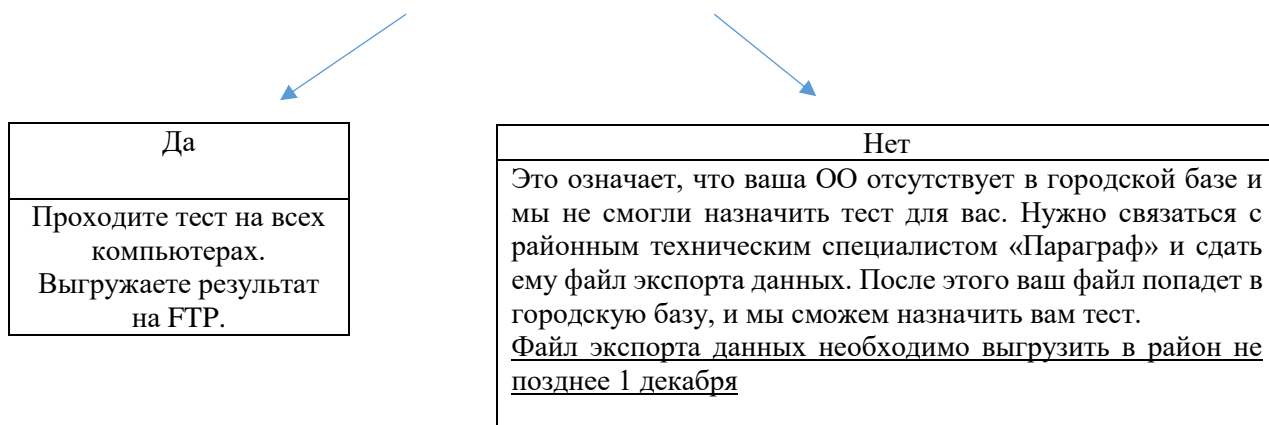 Да
Проходите тест на всех
компьютерах.
Выгружаете результат
на FTP.
Нет
Это означает, что ваша ОО отсутствует в городской базе и
мы не смогли назначить тест для вас. Нужно связаться с
районным техническим специалистом «Параграф» и сдать
ему файл экспорта данных. После этого ваш файл попадет в
городскую базу, и мы сможем назначить вам тест.
Файл экспорта данных необходимо выгрузить в район не
позднее 1 декабря